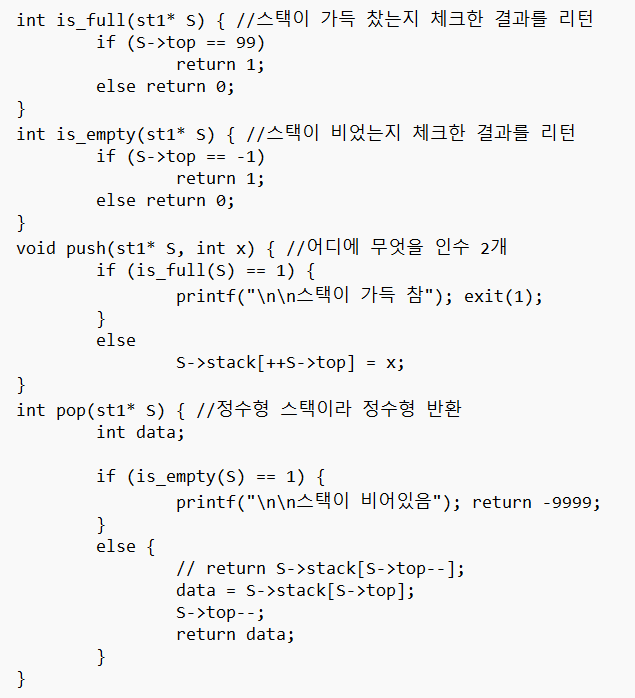 int is_full(st1* S) { //스택이 가득 찼는지 체크한 결과를 리턴
        if (S->top == 99)
                return 1;
        else return 0;
}
int is_empty(st1* S) { //스택이 비었는지 체크한 결과를 리턴
        if (S->top == -1)
                return 1;
        else return 0;
}
void push(st1* S, int x) { //어디에 무엇을 인수 2개
        if (is_full(S) == 1) {
                printf("\n\n스택이 가득 참"); exit(1);
        }
        else
                S->stack[++S->top] = x;
}
int pop(st1* S) { //정수형 스택이라 정수형 반환
        int data;

        if (is_empty(S) == 1) {
                printf("\n\n스택이 비어있음"); return -9999;
        }
        else {
                // return S->stack[S->top--];
                data = S->stack[S->top];
                S->top--;
                return data;
        }
}